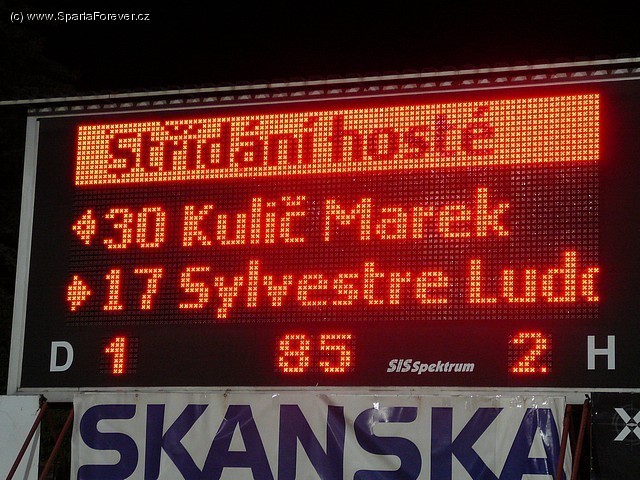 (c) www.SpartaForever.cz
Střídání hosté
30 Kulič Marek
17 Sylvestre Ludo
D 1 85 SISSpektrum 2. H
SKANSKA